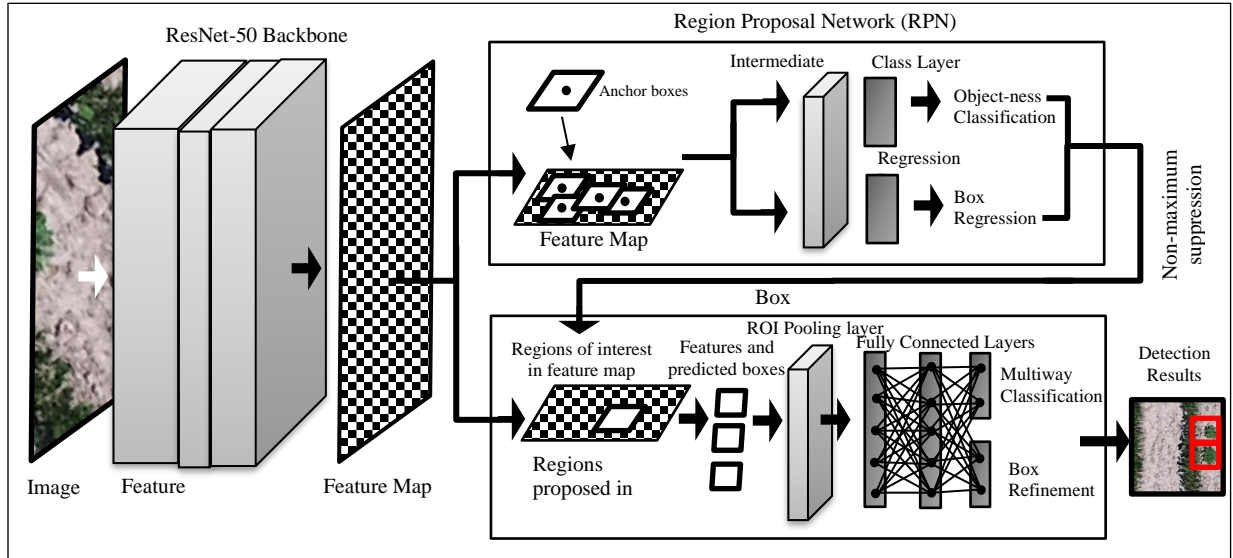 Region Proposal Network (RPN)
ResNet-50 Backbone
Intermediate
Class Layer
Anchor boxes
Object-ness
Classification
Regression
Box
Regression
Feature Map
Non-maximum
suppression
Box
ROI Pooling layer
Regions of interest
in feature map
Features and
predicted boxes
Fully Connected Layers
Multiway
Classification
Detection
Results
Regions
proposed in
Box
Refinement
Image
Feature
Feature Map